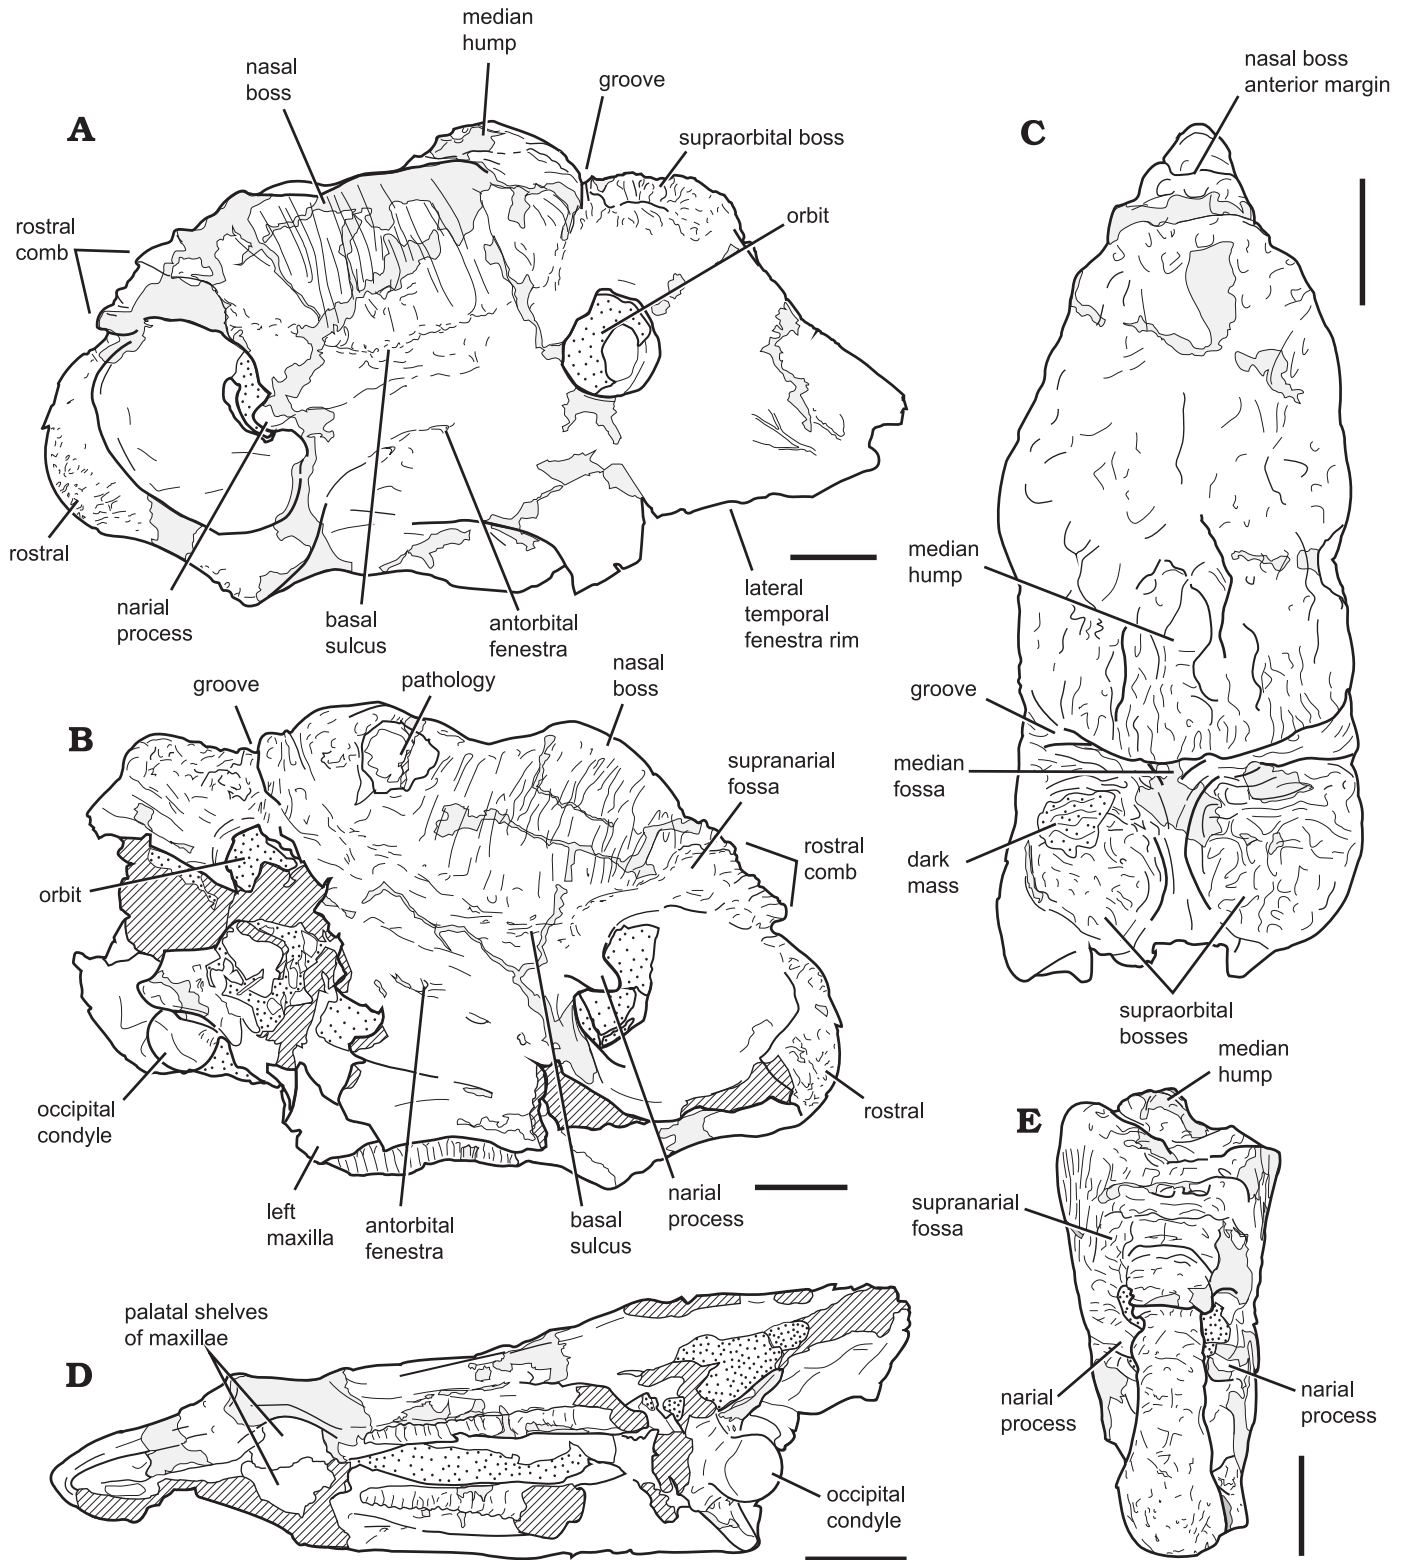 A
median
hump
nasal
boss
groove
supraorbital boss
orbit
rostral
comb
rostral
narial
process
basal
sulcus
antorbital
fenestra
lateral
temporal
fenestra rim
B
groove
pathology
nasal
boss
supranarial
fossa
rostral
comb
orbit
occipital
condyle
left
maxilla
antorbital
fenestra
basal
sulcus
narial
process
rostral
C
nasal boss
anterior margin
median
hump
groove
median
fossa
dark
mass
supraorbital
bosses
D
palatal shelves
of maxillae
occipital
condyle
E
median
hump
supranarial
fossa
narial
process
narial
process